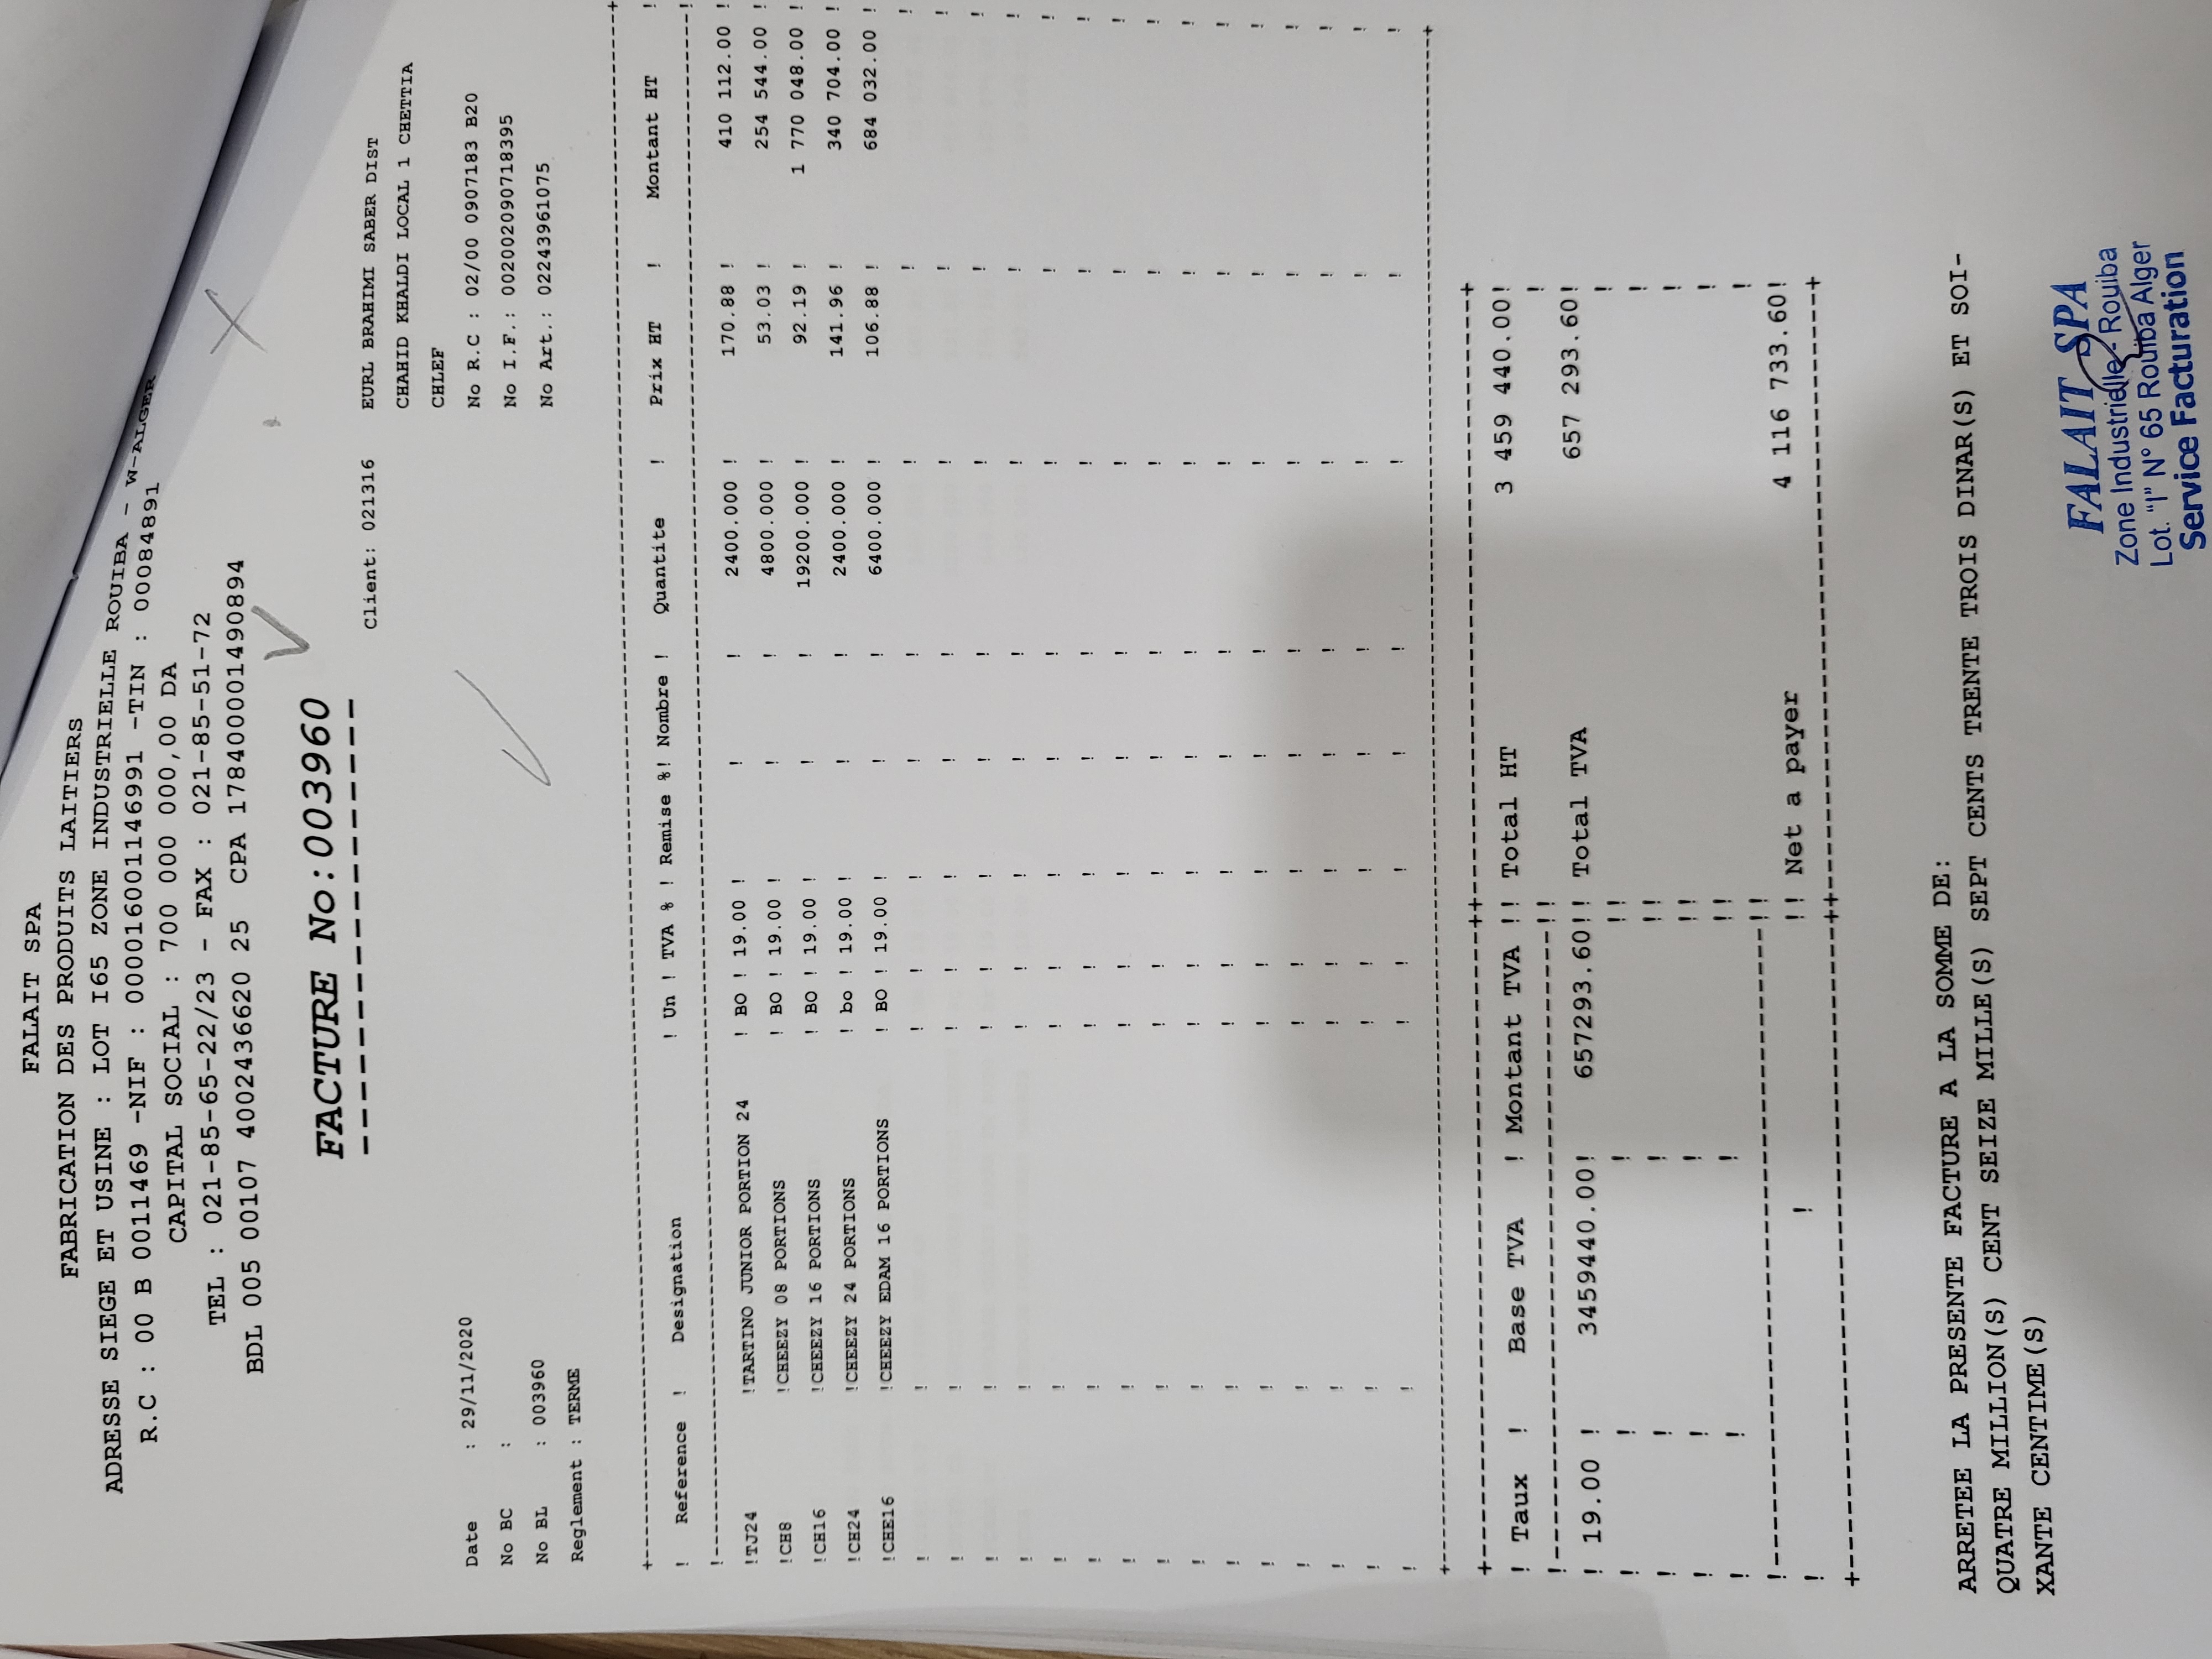 FALAIT SPA
FABRICATION DES PRODUITS LAITIERS
ADRESSE SIEGE ET USINE : LOT I65 ZONE INDUSTRIELLE ROUIBA - W-ALGER
R.C : 00 B 0011469 -NIF : 000016001146991 -TIN : 00084891
CAPITAL SOCIAL : 700 000 000,00 DA
TEL : 021-85-65-22/23 - FAX : 021-85-51-72
BDL 005 00107 4002436620 25 CPA 178400001490894
FACTURE No:003960
Client: 021316 EURL BRAHIMI SABER DIST
CHAHID KHALDI LOCAL 1 CHETTIA
CHLEF
No R.C : 02/00 0907183 B20
No I.F.: 002002090718395
No Art.: 02243961075
Date : 29/11/2020
No BC :
No BL : 003960
Reglement : TERME
! Reference ! Designation ! Un ! TVA % ! Remise %! Nombre ! Quantite ! Prix HT ! Montant HT !
!TJ24 !TARTINO JUNIOR PORTION 24 ! BO ! 19.00 ! ! ! 2400.000 ! 170.88 ! 410 112.00 !
!CH8 !CHEEZY 08 PORTIONS ! BO ! 19.00 ! ! ! 4800.000 ! 53.03 ! 254 544.00 !
!CH16 !CHEEZY 16 PORTIONS ! BO ! 19.00 ! ! ! 19200.000 ! 92.19 ! 1 770 048.00 !
!CH24 !CHEEZY 24 PORTIONS ! bo ! 19.00 ! ! ! 2400.000 ! 141.96 ! 340 704.00 !
!CHE16 !CHEEZY EDAM 16 PORTIONS ! BO ! 19.00 ! ! ! 6400.000 ! 106.88 ! 684 032.00 !
! Taux ! Base TVA ! Montant TVA !! Total HT 3 459 440.00!
! 19.00 ! 3459440.00! 657293.60!! Total TVA 657 293.60!
! ! !! Net a payer 4 116 733.60!
ARRETEE LA PRESENTE FACTURE A LA SOMME DE:
QUATRE MILLION(S) CENT SEIZE MILLE(S) SEPT CENTS TRENTE TROIS DINAR(S) ET SOI-
XANTE CENTIME(S)
FALAIT SPA
Zone Industrielle - Rouiba
Lot. "I" N° 65 Rouiba Alger
Service Facturation